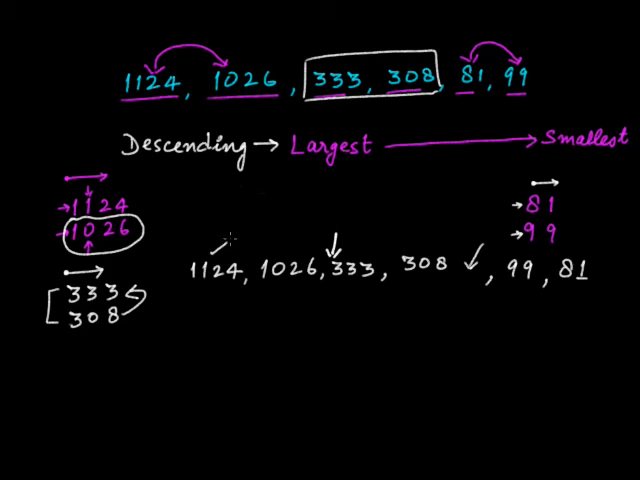 1124, 1026, 333, 308, 81, 99
Descending → Largest → Smallest
1124
1026
333
308
81
99
1124, 1026, 333, 308 , 99, 81